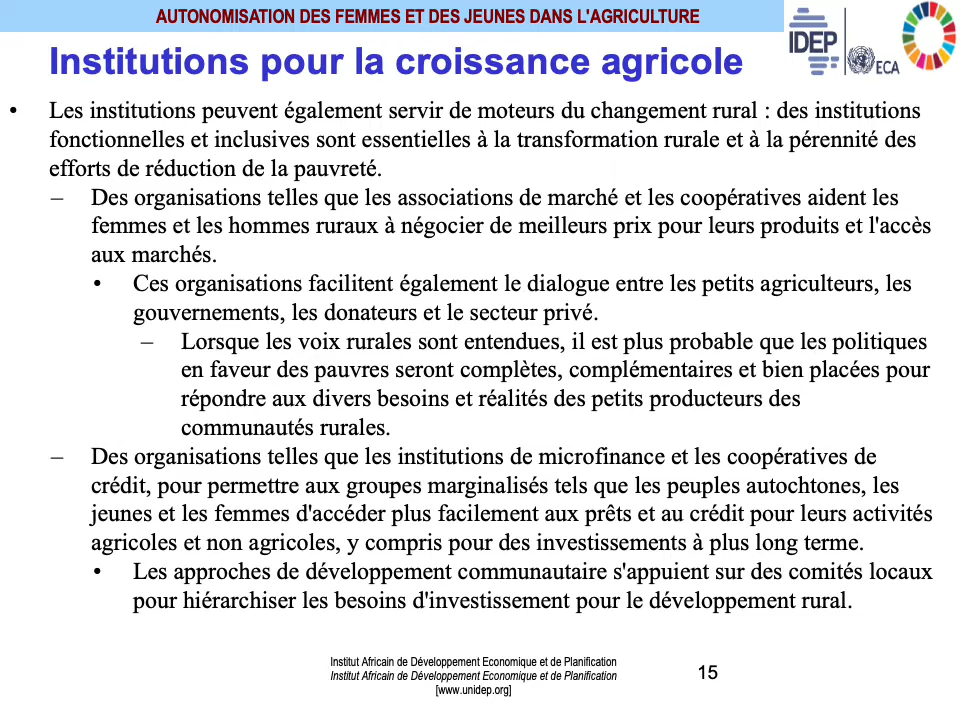 AUTONOMISATION DES FEMMES ET DES JEUNES DANS L'AGRICULTURE
IDEP
ECA
Institutions pour la croissance agricole
• Les institutions peuvent également servir de moteurs du changement rural : des institutions
fonctionnelles et inclusives sont essentielles à la transformation rurale et à la pérennité des
efforts de réduction de la pauvreté.
– Des organisations telles que les associations de marché et les coopératives aident les
femmes et les hommes ruraux à négocier de meilleurs prix pour leurs produits et l'accès
aux marchés.
• Ces organisations facilitent également le dialogue entre les petits agriculteurs, les
gouvernements, les donateurs et le secteur privé.
– Lorsque les voix rurales sont entendues, il est plus probable que les politiques
en faveur des pauvres seront complètes, complémentaires et bien placées pour
répondre aux divers besoins et réalités des petits producteurs des
communautés rurales.
– Des organisations telles que les institutions de microfinance et les coopératives de
crédit, pour permettre aux groupes marginalisés tels que les peuples autochtones, les
jeunes et les femmes d'accéder plus facilement aux prêts et au crédit pour leurs activités
agricoles et non agricoles, y compris pour des investissements à plus long terme.
• Les approches de développement communautaire s'appuient sur des comités locaux
pour hiérarchiser les besoins d'investissement pour le développement rural.
Institut Africain de Développement Economique et de Planification
Institut Africain de Développement Economique et de Planification
[www.unidep.org]
15